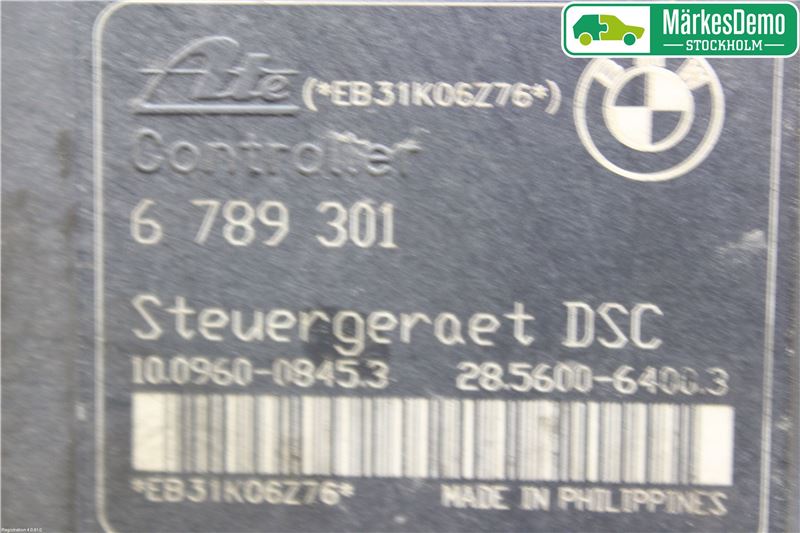 MärkesDemo
STOCKHOLM
Ate (*EB31K06Z76*)
Controller
6 789 301
Steuergeraet DSC
10.0960-0845.3 28.5600-6400.3
*EB31K06Z76* MADE IN PHILIPPINES